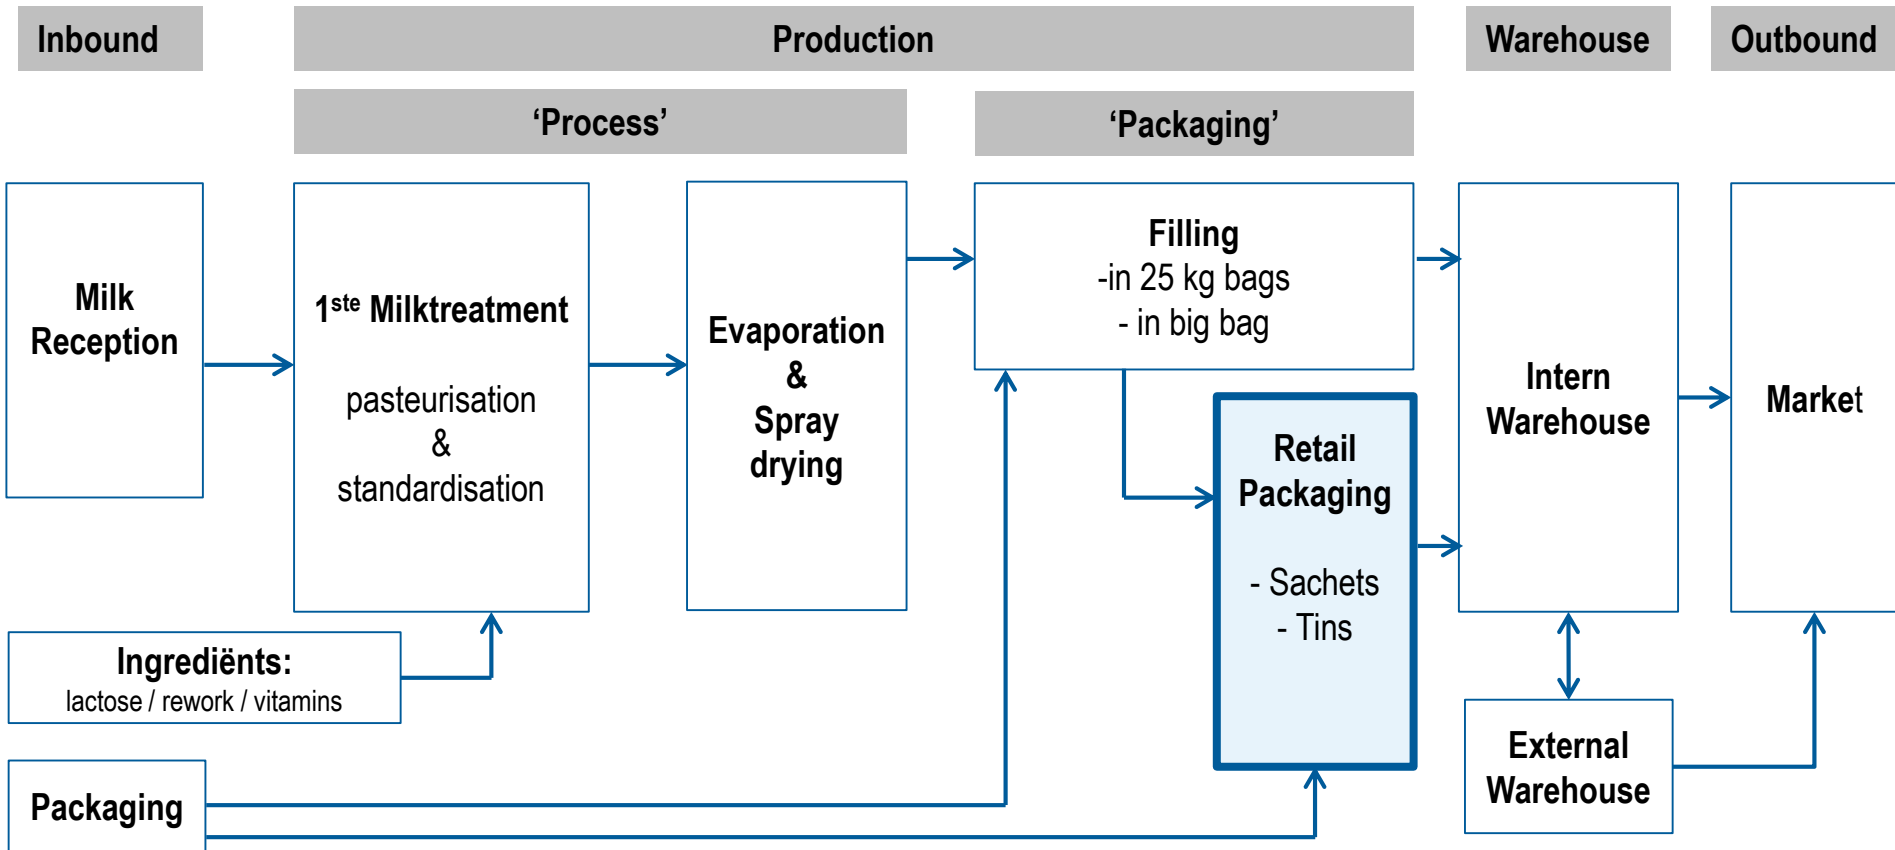 Inbound
Production
Warehouse
Outbound
‘Process’
‘Packaging’
Milk
Reception
1ste Milktreatment
pasteurisation
&
standardisation
Evaporation
&
Spray
drying
Filling
-in 25 kg bags
- in big bag
Retail
Packaging
- Sachets
- Tins
Intern
Warehouse
Market
Ingrediënts:
lactose / rework / vitamins
External
Warehouse
Packaging